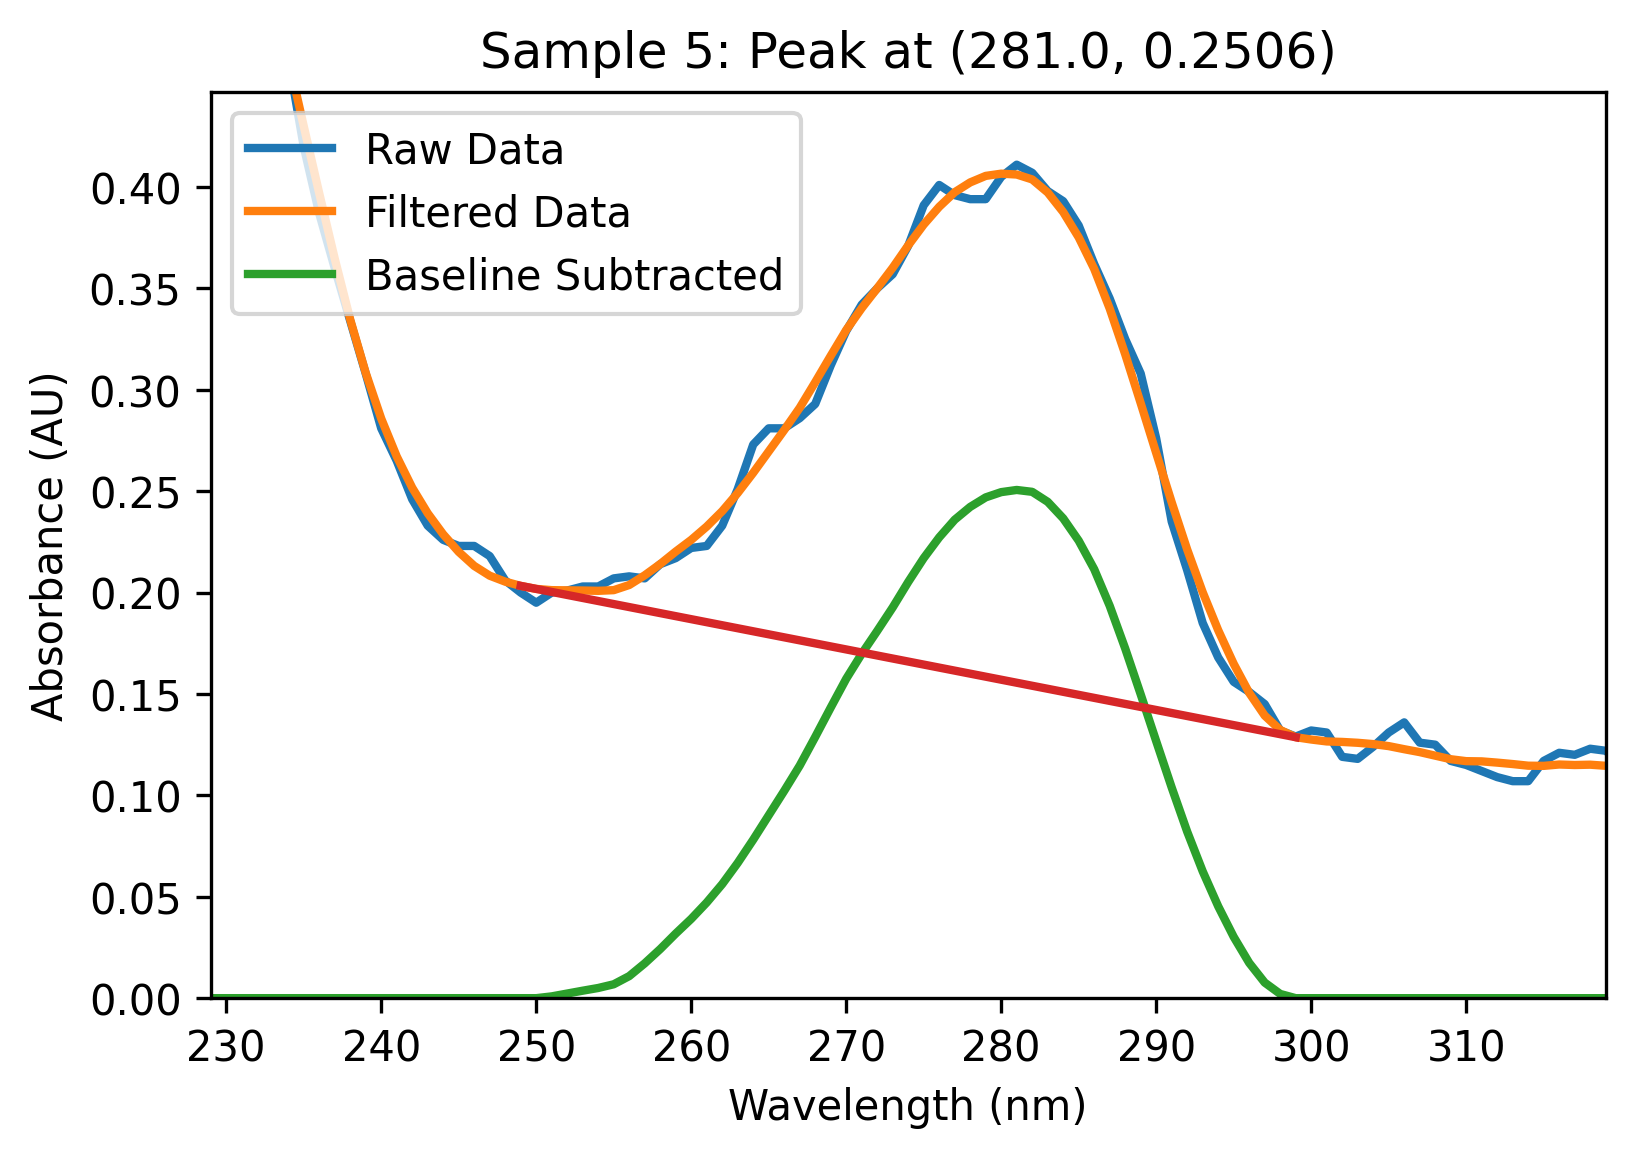 Sample 5: Peak at (281.0, 0.2506)
Raw Data
Filtered Data
Baseline Subtracted
Absorbance (AU)
0.40
0.35
0.30
0.25
0.20
0.15
0.10
0.05
0.00
230 240 250 260 270 280 290 300 310
Wavelength (nm)